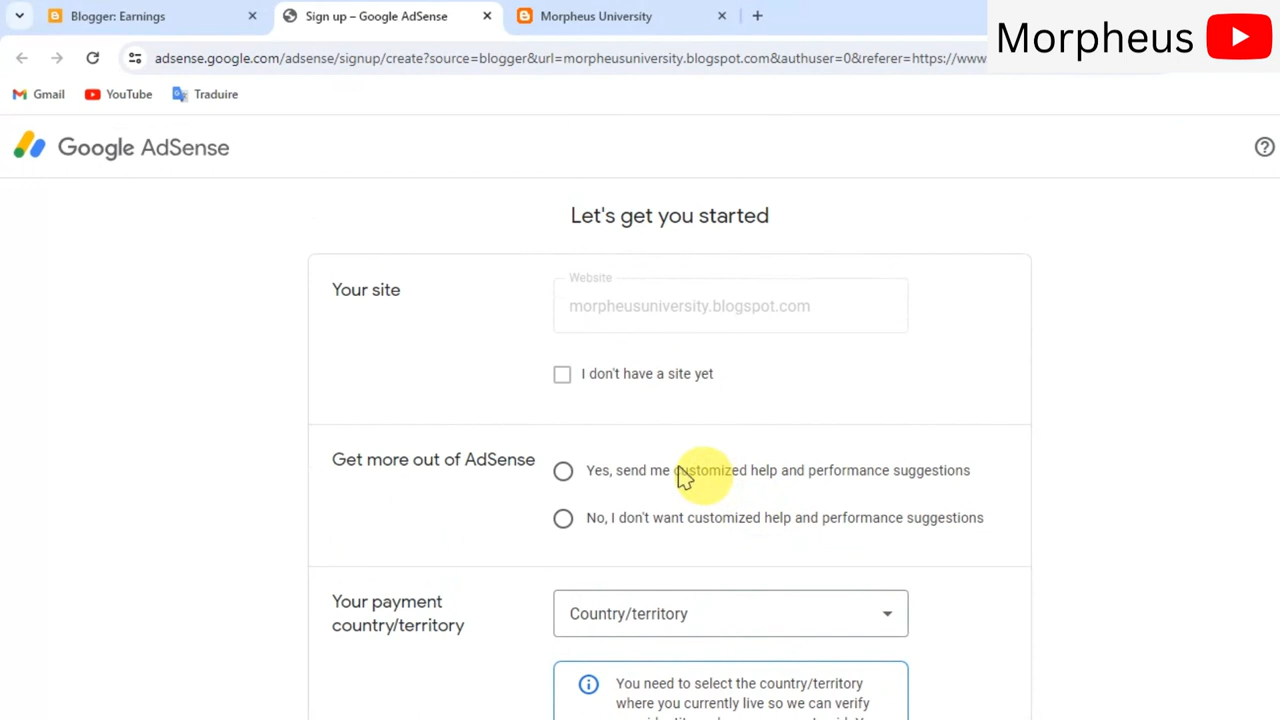 Blogger: Earnings
Sign up – Google AdSense
Morpheus University
Morpheus
adsense.google.com/adsense/signup/create?source=blogger&url=morpheusuniversity.blogspot.com&authuser=0&referer=https://www.
Gmail
YouTube
Traduire
Google AdSense
Let's get you started
Your site
Website
morpheusuniversity.blogspot.com
I don't have a site yet
Get more out of AdSense
Yes, send me customized help and performance suggestions
No, I don't want customized help and performance suggestions
Your payment
country/territory
Country/territory
You need to select the country/territory
where you currently live so we can verify